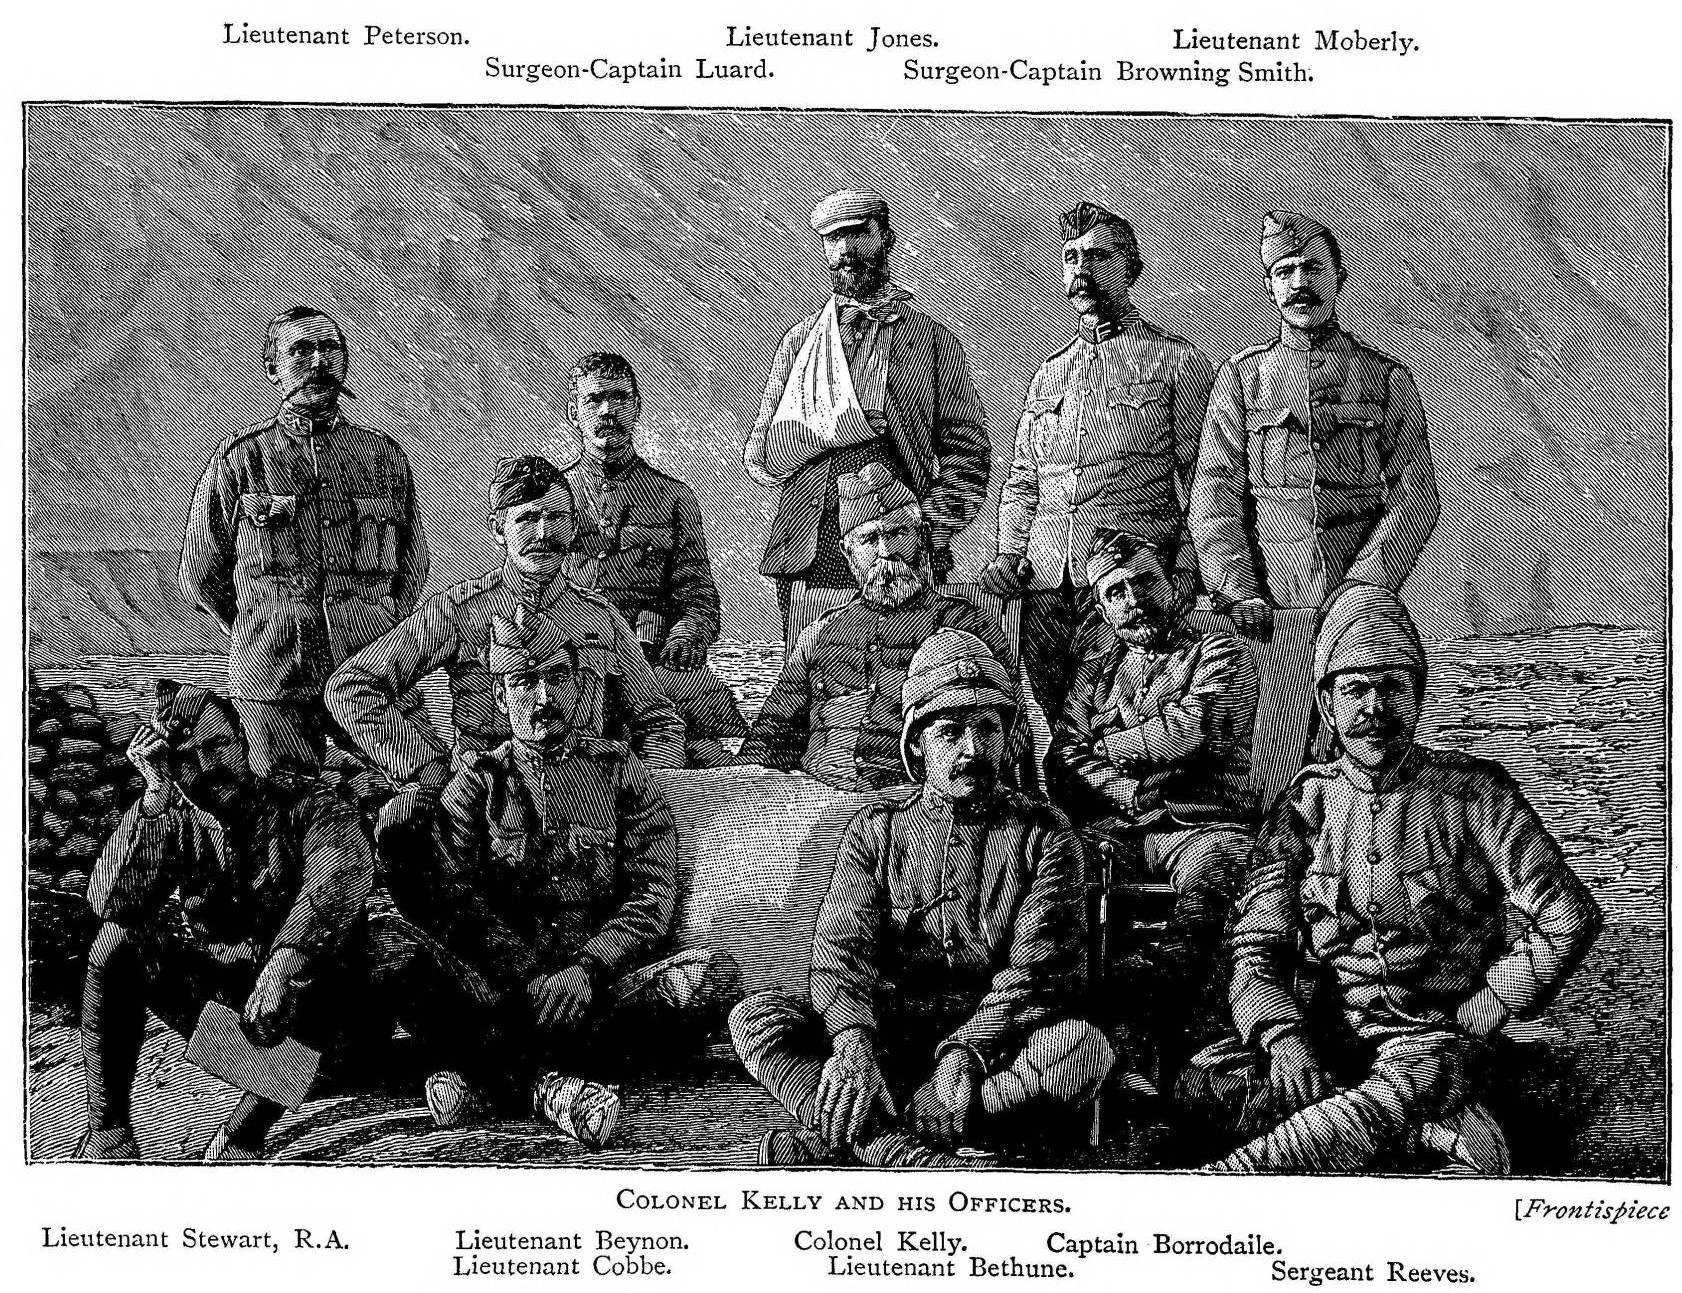 Lieutenant Peterson. Lieutenant Jones. Lieutenant Moberly.
Surgeon-Captain Luard. Surgeon-Captain Browning Smith.
COLONEL KELLY AND HIS OFFICERS. [Frontispiece
Lieutenant Stewart, R.A. Lieutenant Beynon. Colonel Kelly. Captain Borrodaile.
Lieutenant Cobbe. Lieutenant Bethune. Sergeant Reeves.